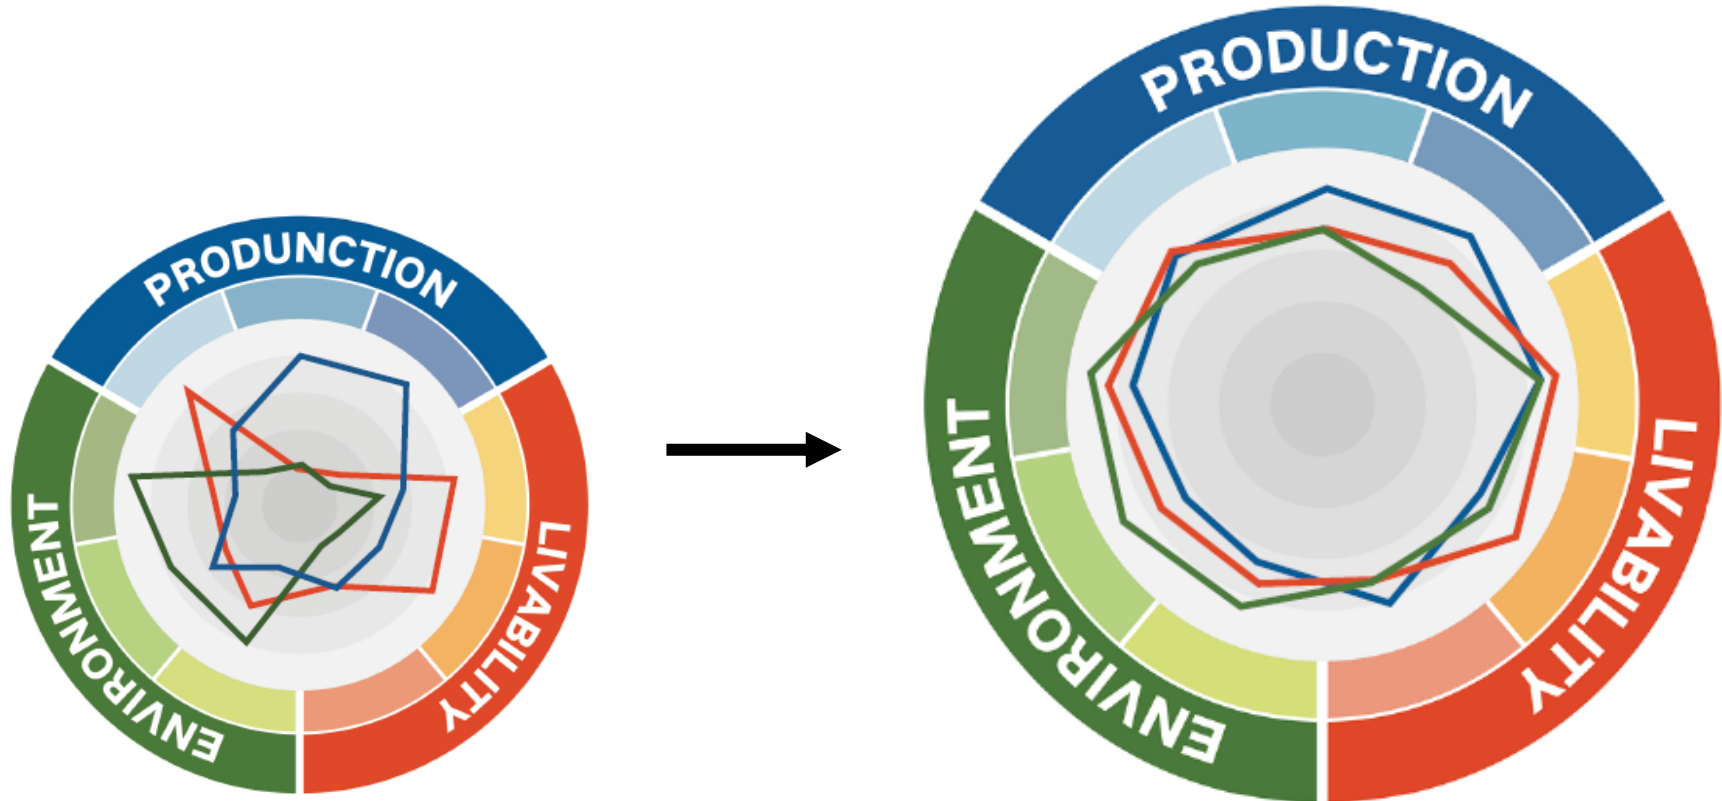 PRODUNCTION
LIVABILITY
ENVIRONMENT
PRODUCTION
LIVABILITY
ENVIRONMENT